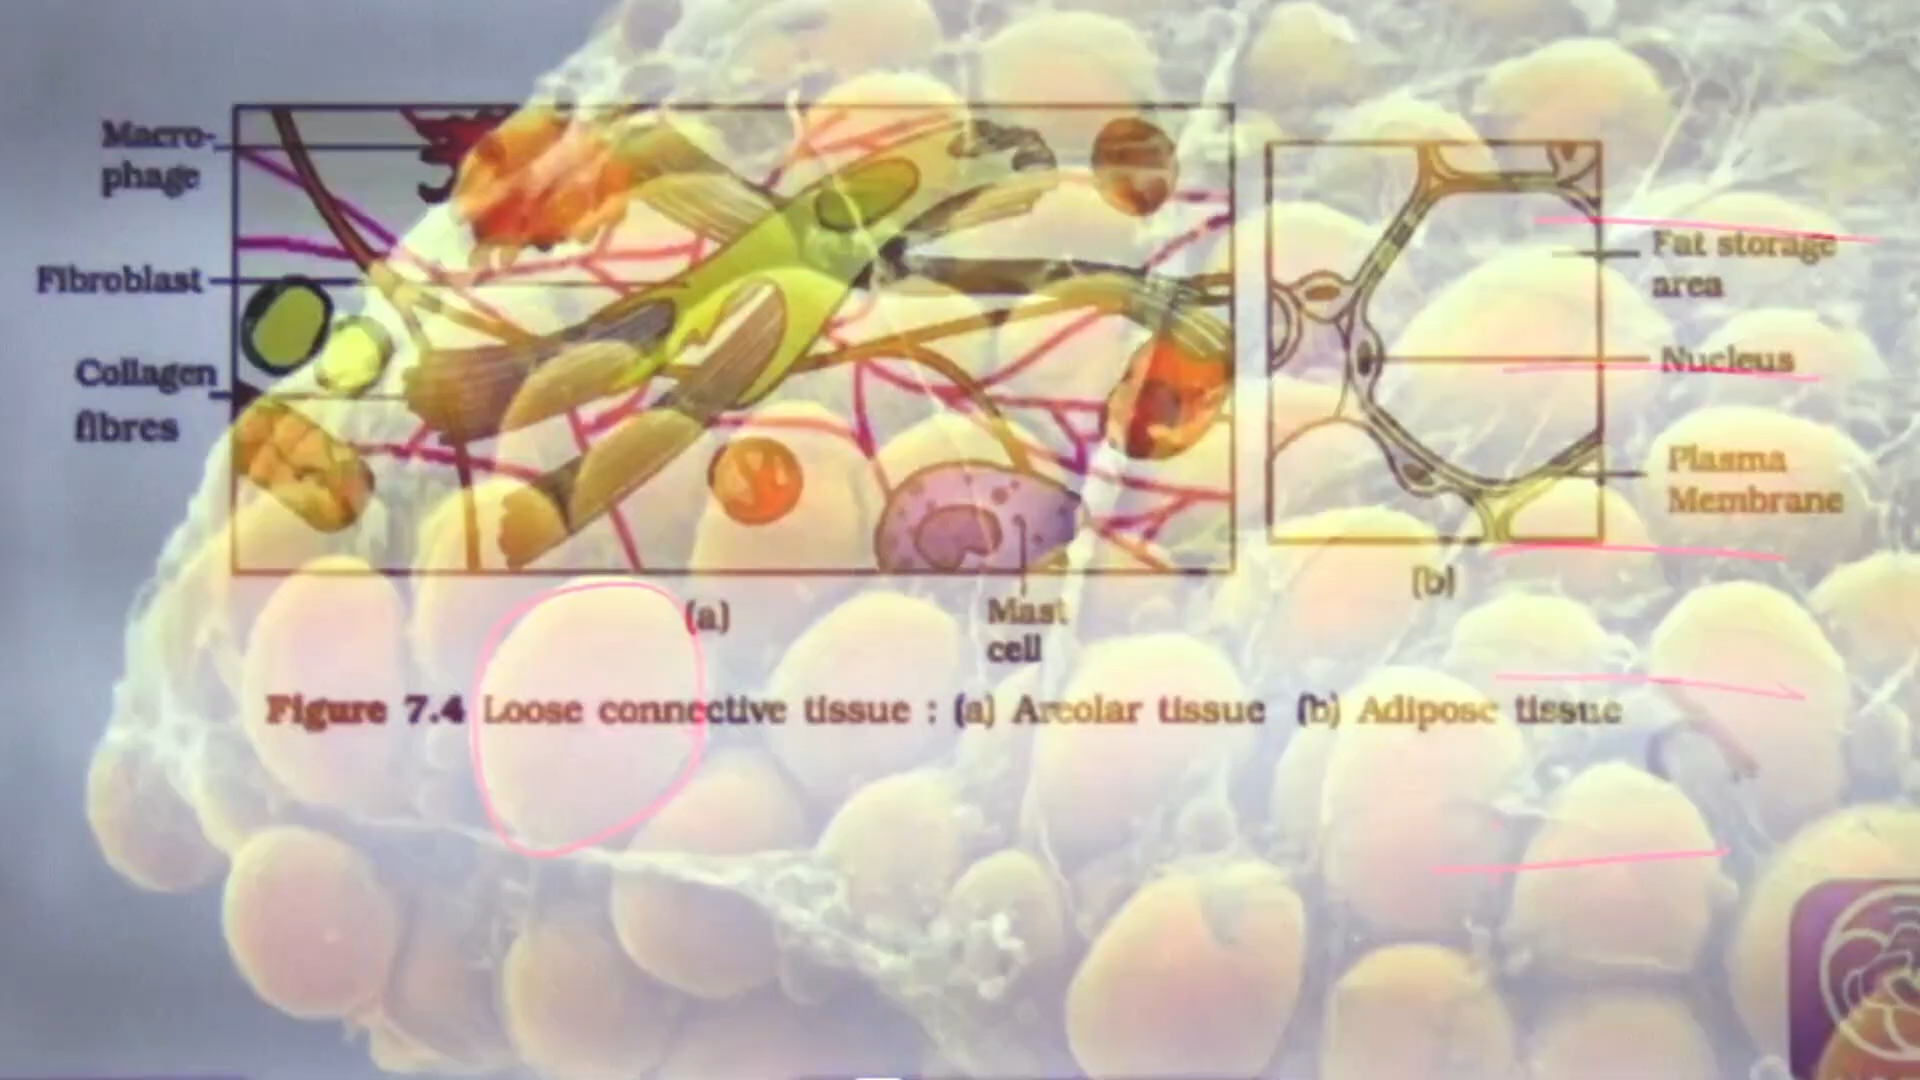 Macro-
phage
Fibroblast
Collagen
fibres
(a)
Mast
cell
Fat storage
area
Nucleus
Plasma
Membrane
(b)
Figure 7.4 Loose connective tissue : (a) Areolar tissue (b) Adipose tissue